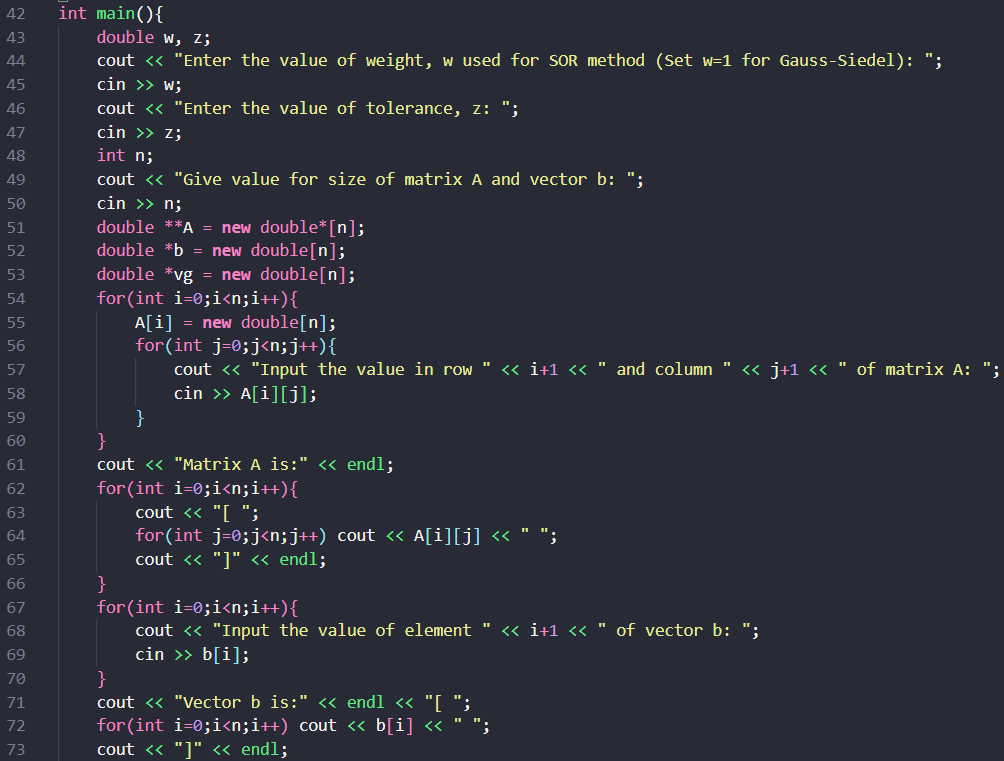 42 int main(){
43 double w, z;
44 cout << "Enter the value of weight, w used for SOR method (Set w=1 for Gauss-Siedel): ";
45 cin >> w;
46 cout << "Enter the value of tolerance, z: ";
47 cin >> z;
48 int n;
49 cout << "Give value for size of matrix A and vector b: ";
50 cin >> n;
51 double **A = new double*[n];
52 double *b = new double[n];
53 double *vg = new double[n];
54 for(int i=0;i<n;i++){
55 A[i] = new double[n];
56 for(int j=0;j<n;j++){
57 cout << "Input the value in row " << i+1 << " and column " << j+1 << " of matrix A: ";
58 cin >> A[i][j];
59 }
60 }
61 cout << "Matrix A is:" << endl;
62 for(int i=0;i<n;i++){
63 cout << "[ ";
64 for(int j=0;j<n;j++) cout << A[i][j] << " ";
65 cout << "]" << endl;
66 }
67 for(int i=0;i<n;i++){
68 cout << "Input the value of element " << i+1 << " of vector b: ";
69 cin >> b[i];
70 }
71 cout << "Vector b is:" << endl << "[ ";
72 for(int i=0;i<n;i++) cout << b[i] << " ";
73 cout << "]" << endl;